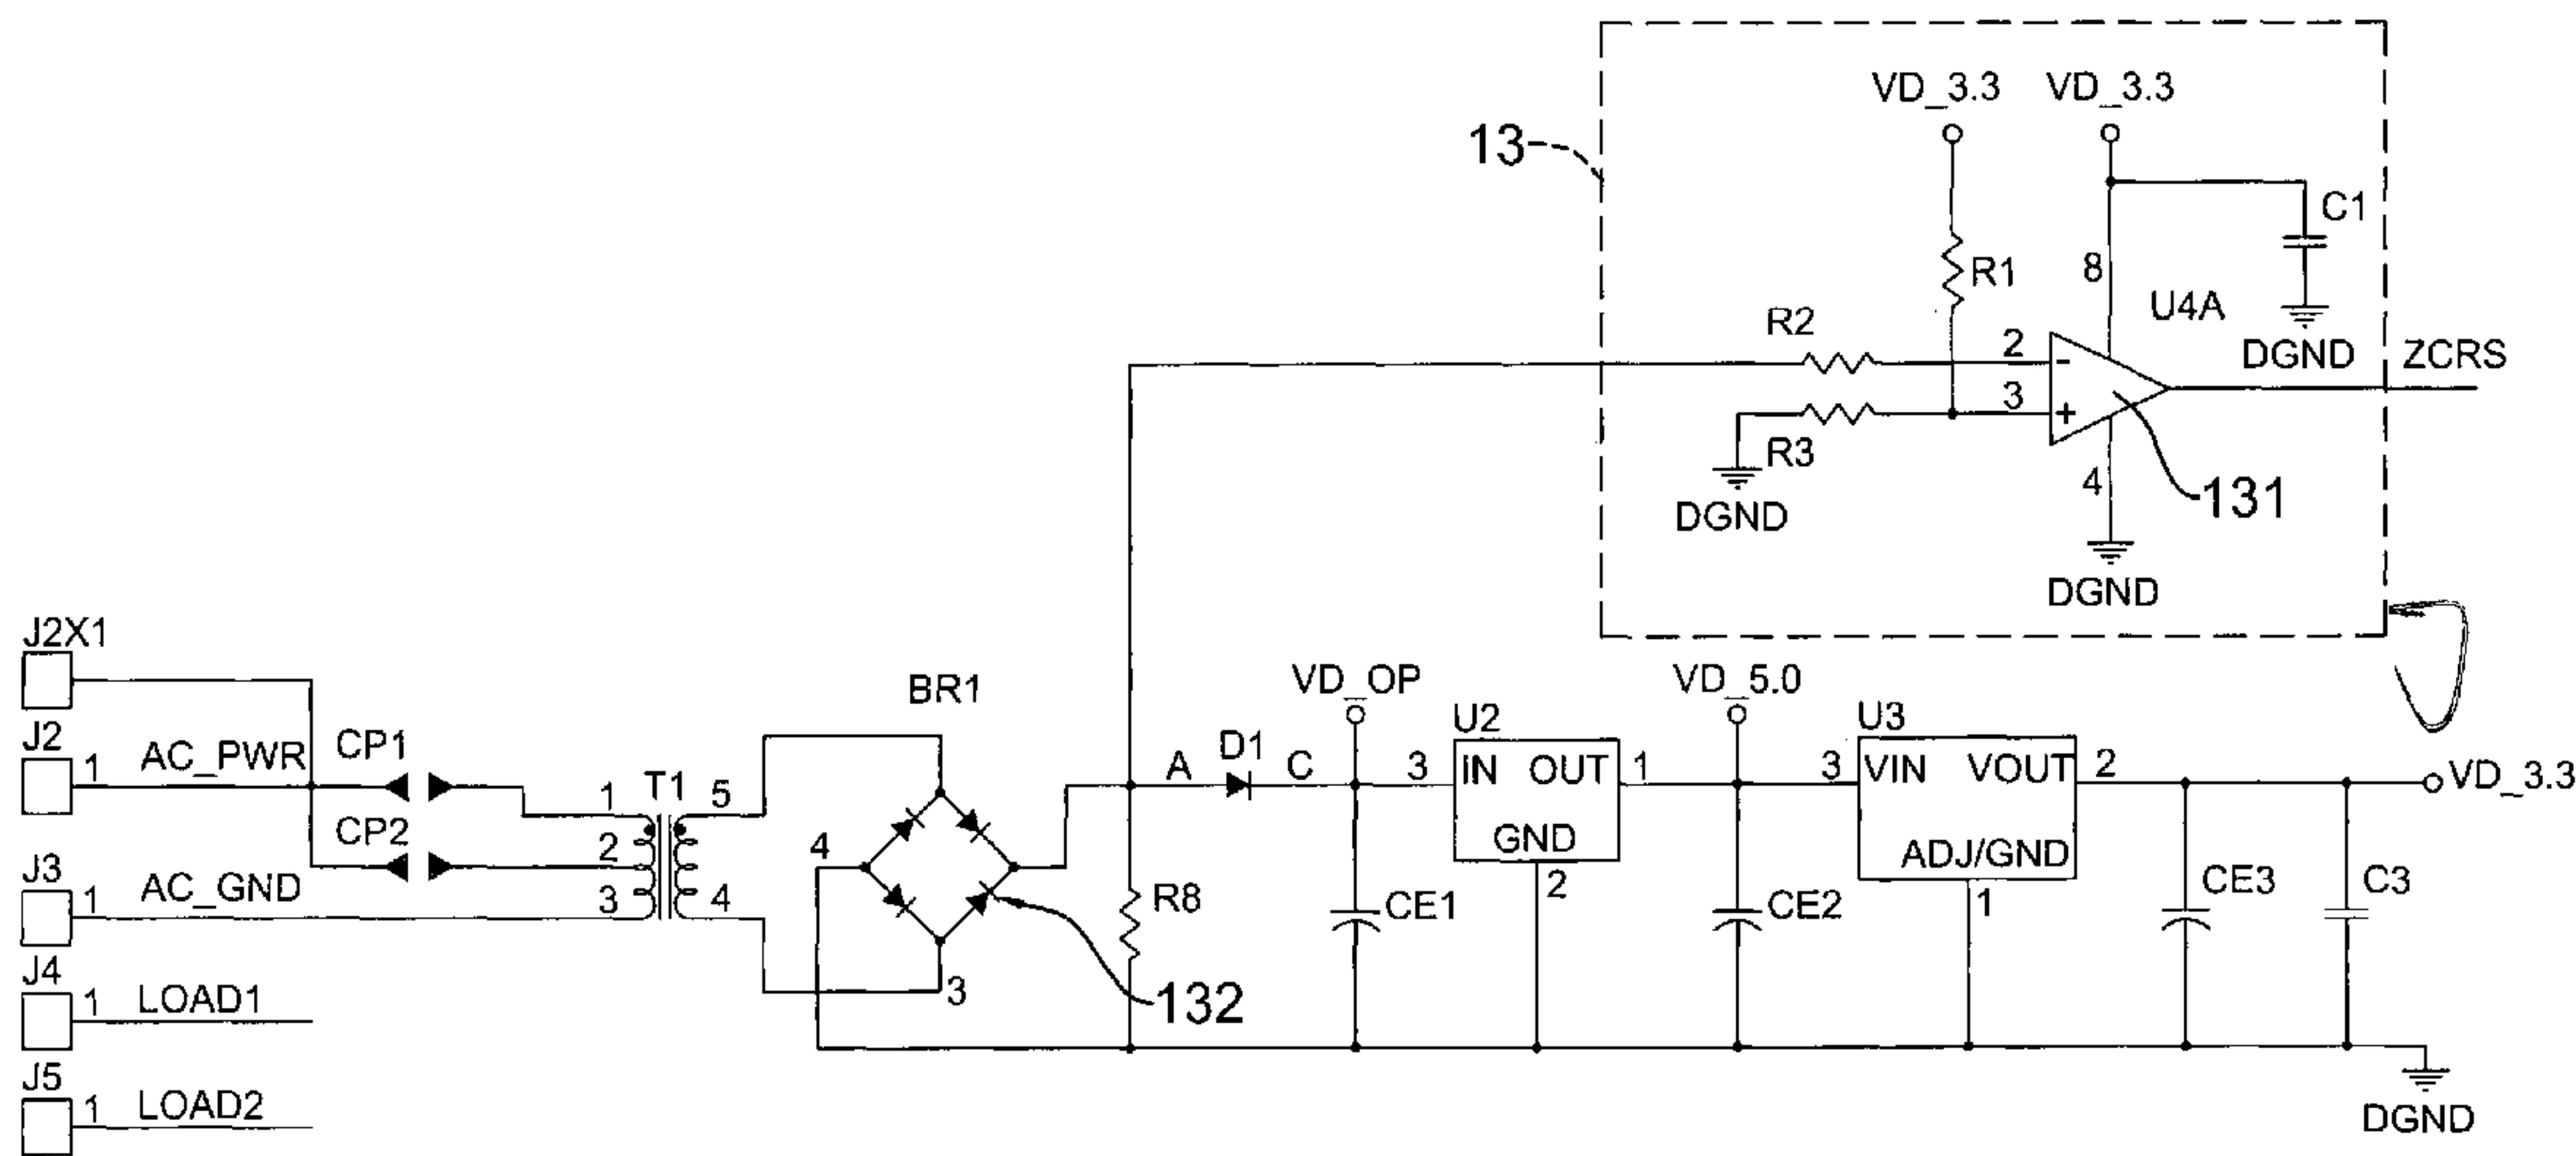 VD_3.3 VD_3.3
13
C1
R1
8
U4A
R2
2
-
DGND
ZCRS
3
+
R3
4
131
DGND
DGND
J2X1
BR1
VD_OP
VD_5.0
J2
1
AC_PWR
CP1
U2
U3
A
D1
C
3
IN OUT
1
3
VIN VOUT
2
VD_3.3
1
T1
5
CP2
2
GND
ADJ/GND
4
J3
1
AC_GND
3
4
R8
CE1
2
CE2
1
CE3
C3
J4
1
LOAD1
3
132
J5
1
LOAD2
DGND